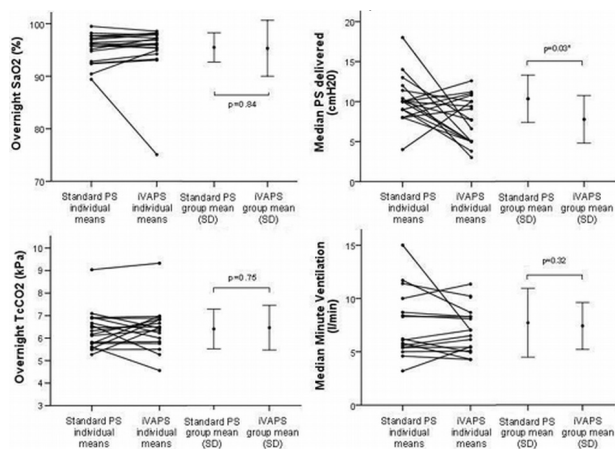 Overnight SaO2 (%)
100
90
80
70
p=0.84
Standard PS individual means
iVAPS individual means
Standard PS group mean (SD)
iVAPS group mean (SD)
Median PS delivered (cmH20)
20
15
10
5
0
p=0.03*
Standard PS individual means
iVAPS individual means
Standard PS group mean (SD)
iVAPS group mean (SD)
Overnight TcCO2 (kPa)
10
9
8
7
6
5
4
3
p=0.75
Standard PS individual means
iVAPS individual means
Standard PS group mean (SD)
iVAPS group mean (SD)
Median Minute Ventilation (l/min)
15
10
5
0
p=0.32
Standard PS individual means
iVAPS individual means
Standard PS group mean (SD)
iVAPS group mean (SD)